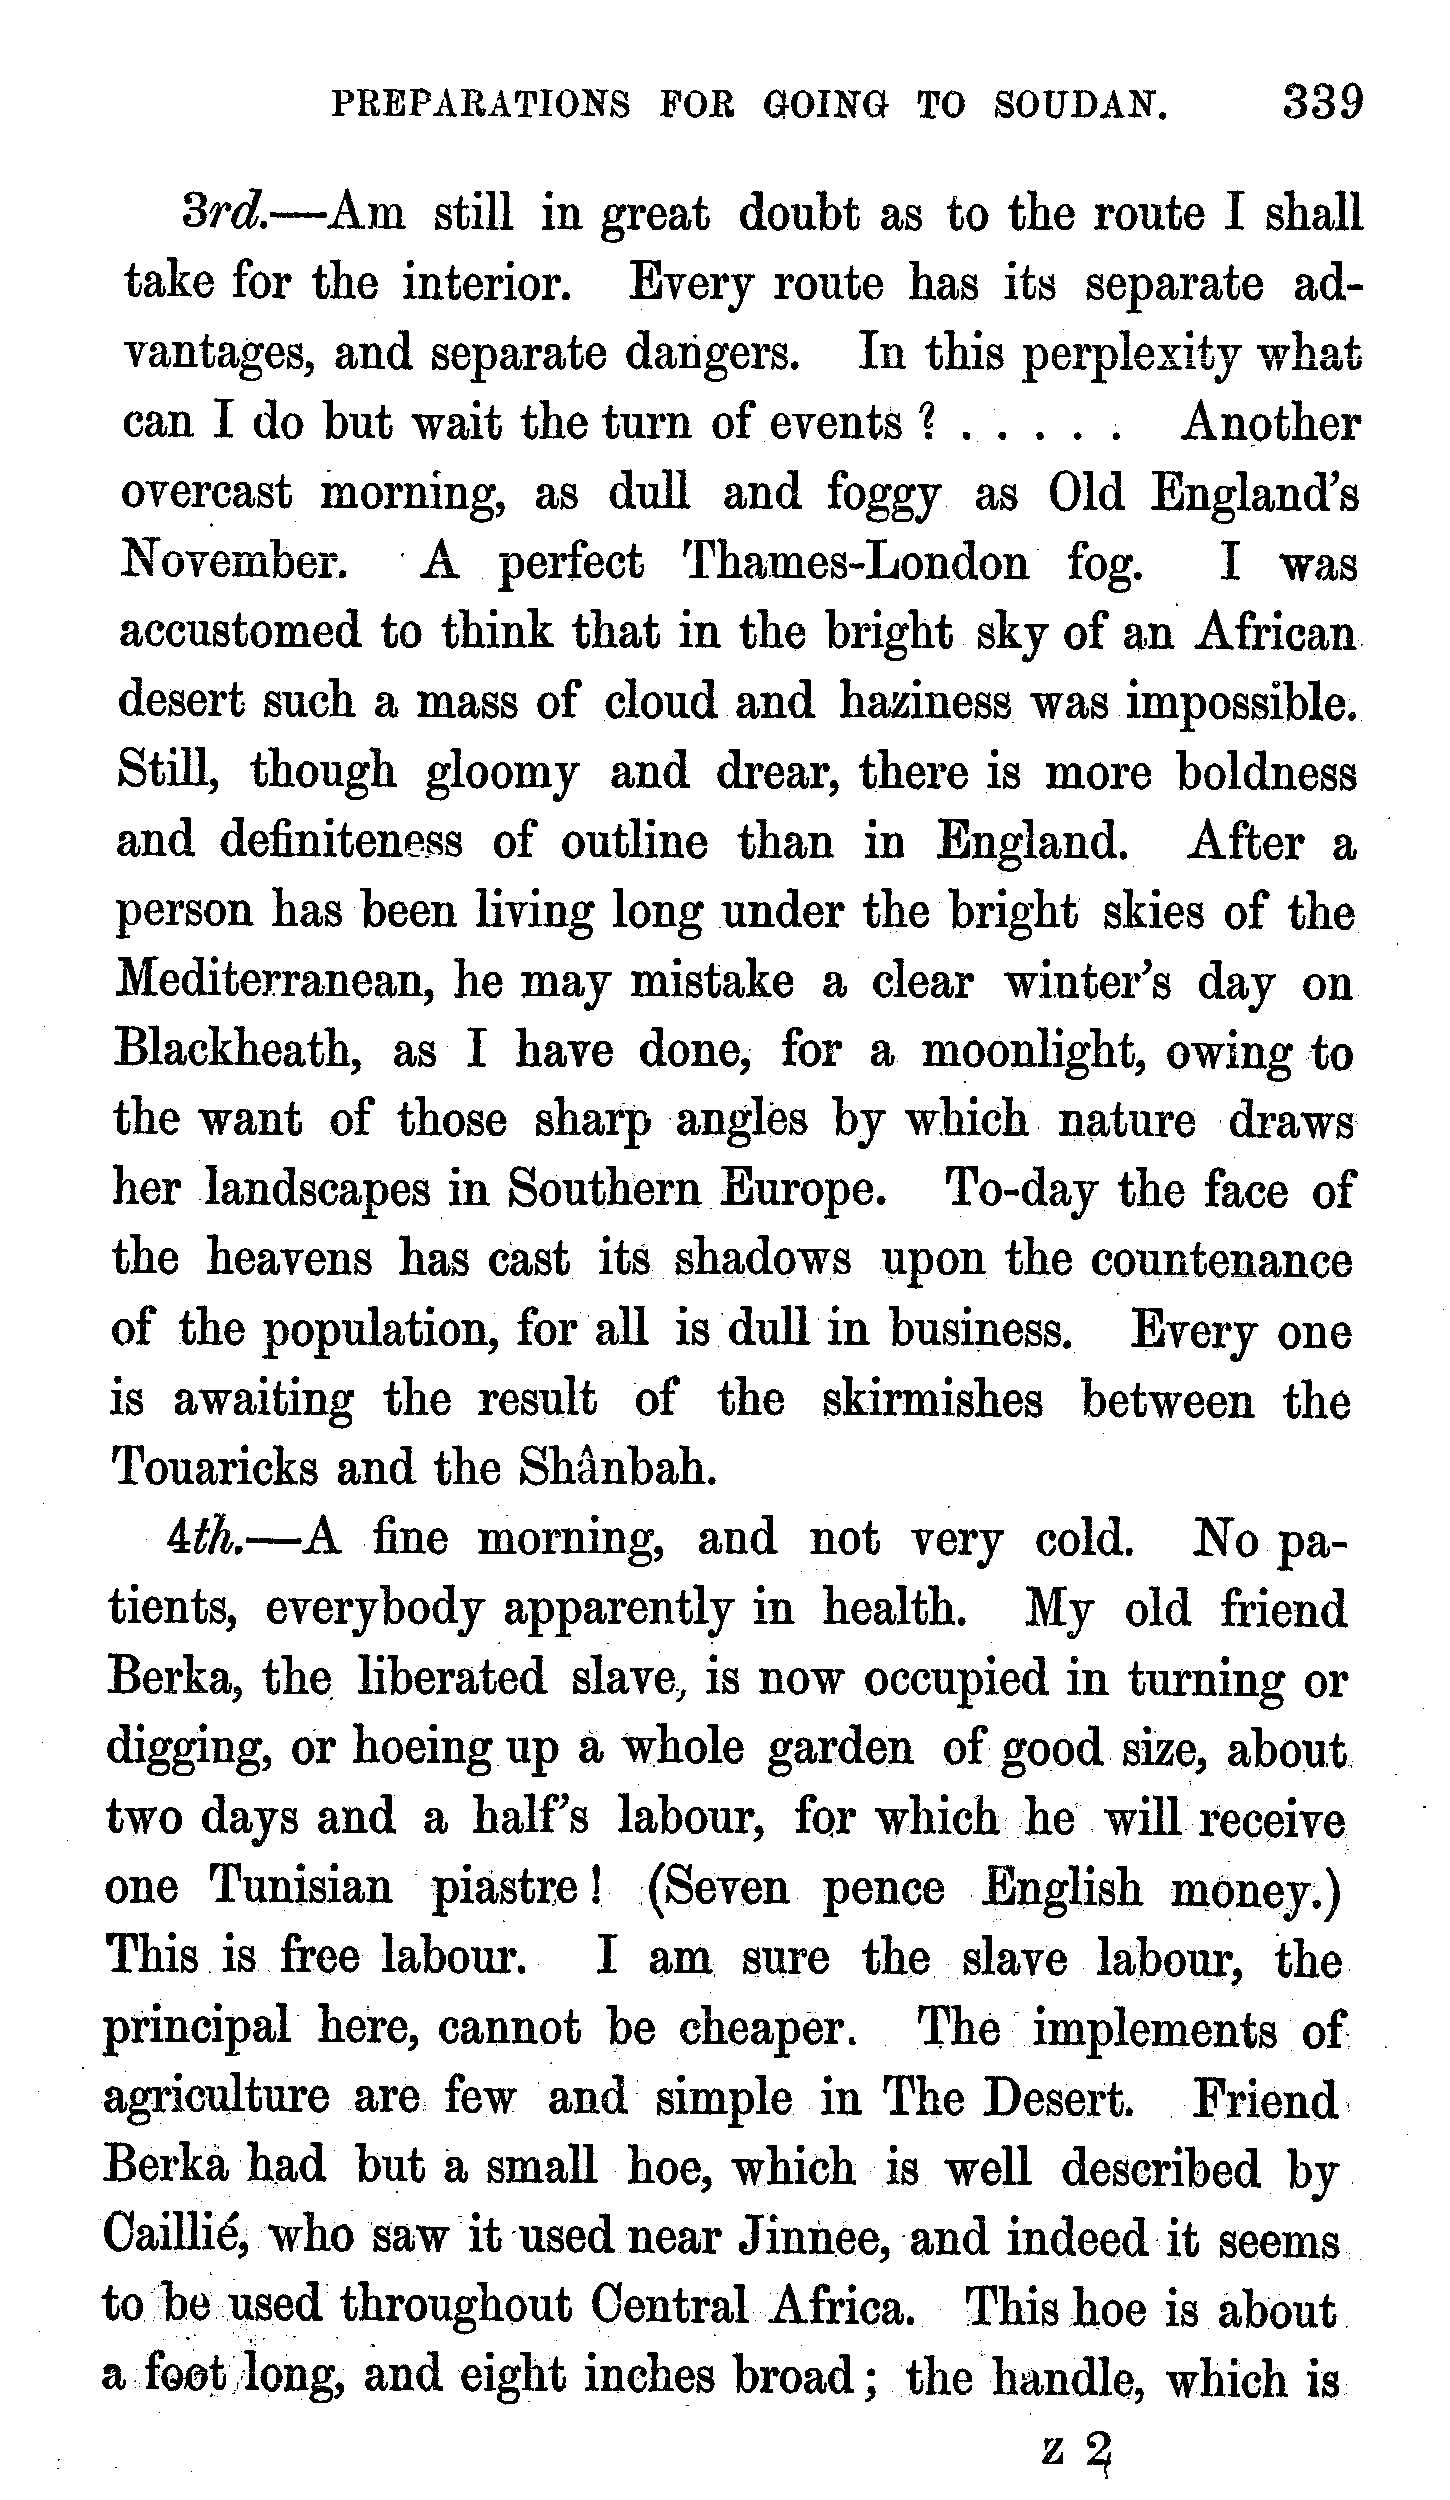 PREPARATIONS FOR GOING TO SOUDAN. 339
3rd.—Am still in great doubt as to the route I shall
take for the interior. Every route has its separate ad-
vantages, and separate dangers. In this perplexity what
can I do but wait the turn of events ? . . . . . Another
overcast morning, as dull and foggy as Old England's
November. A perfect Thames-London fog. I was
accustomed to think that in the bright sky of an African
desert such a mass of cloud and haziness was impossible.
Still, though gloomy and drear, there is more boldness
and definiteness of outline than in England. After a
person has been living long under the bright skies of the
Mediterranean, he may mistake a clear winter's day on
Blackheath, as I have done, for a moonlight, owing to
the want of those sharp angles by which nature draws
her landscapes in Southern Europe. To-day the face of
the heavens has cast its shadows upon the countenance
of the population, for all is dull in business. Every one
is awaiting the result of the skirmishes between the
Touaricks and the Shânbah.
4th.—A fine morning, and not very cold. No pa-
tients, everybody apparently in health. My old friend
Berka, the liberated slave, is now occupied in turning or
digging, or hoeing up a whole garden of good size, about
two days and a half's labour, for which he will receive
one Tunisian piastre! (Seven pence English money.)
This is free labour. I am sure the slave labour, the
principal here, cannot be cheaper. The implements of
agriculture are few and simple in The Desert. Friend
Berka had but a small hoe, which is well described by
Caillié, who saw it used near Jinnee, and indeed it seems
to be used throughout Central Africa. This hoe is about
a foot long, and eight inches broad; the handle, which is
Z 2